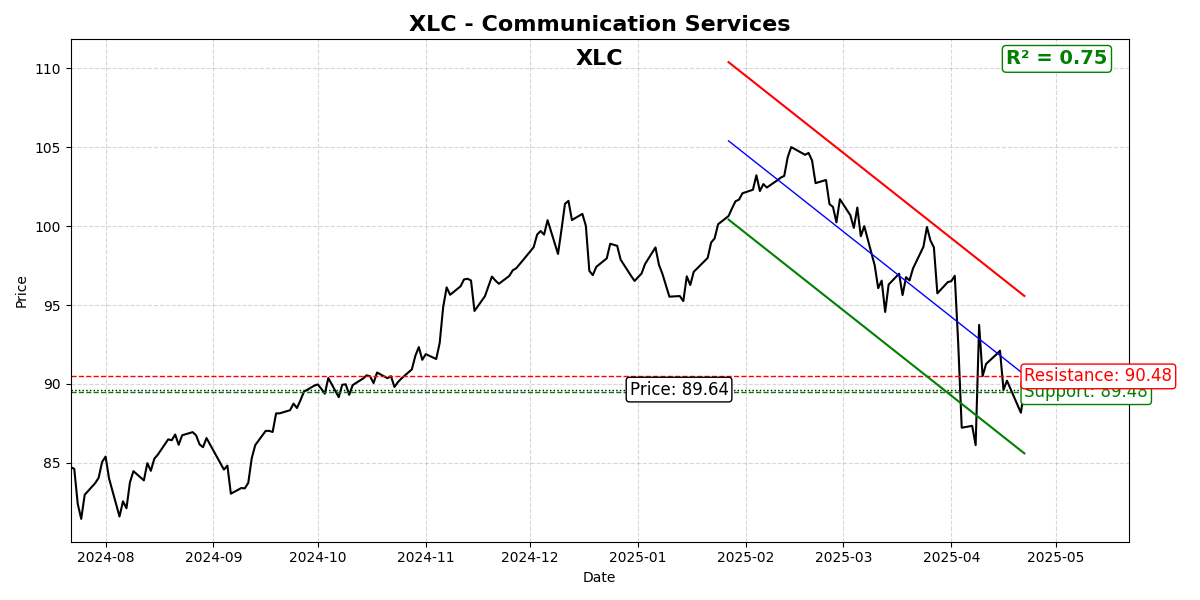 XLC - Communication Services
XLC
R² = 0.75
110
105
100
95
90
85
Price
Price: 89.64
Resistance: 90.48
Support: 89.48
2024-08 2024-09 2024-10 2024-11 2024-12 2025-01 2025-02 2025-03 2025-04 2025-05
Date